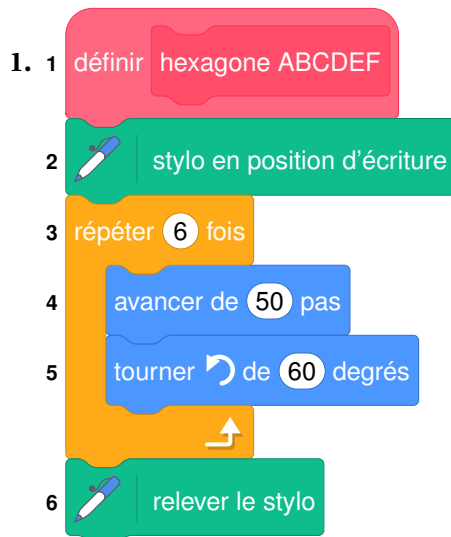 1. 1 définir hexagone ABCDEF
2 stylo en position d’écriture
3 répéter 6 fois
4 avancer de 50 pas
5 tourner de 60 degrés
6 relever le stylo